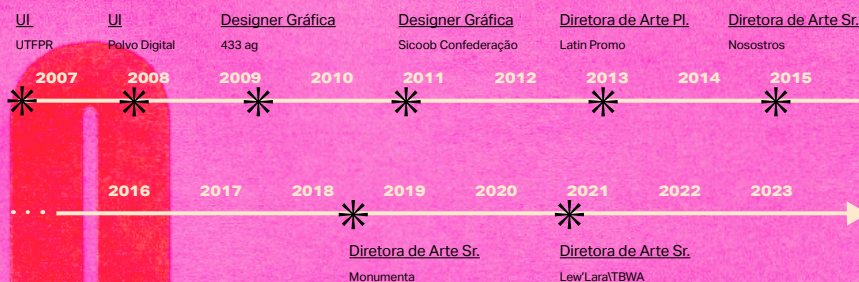 UI UI Designer Gráfica Designer Gráfica Diretora de Arte Pl. Diretora de Arte Sr.
UTFPR Polvo Digital 433 ag Sicoob Confederação Latin Promo Nosostros
2007 2008 2009 2010 2011 2012 2013 2014 2015
2016 2017 2018 2019 2020 2021 2022 2023
Diretora de Arte Sr. Diretora de Arte Sr.
Monumenta Lew'Lara\TBWA